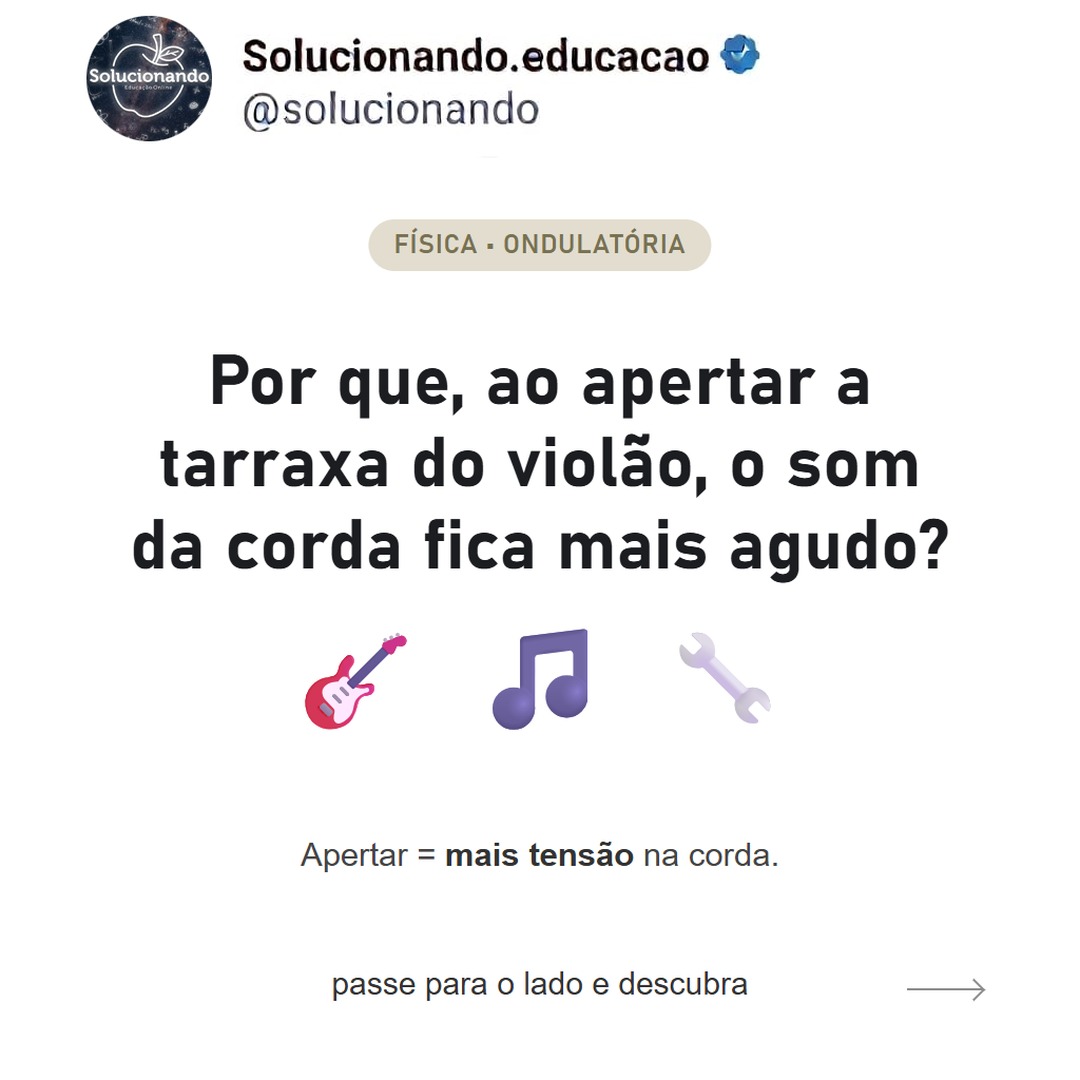 Solucionando
Educação Online
Solucionando.educacao
@solucionando
FÍSICA • ONDULATÓRIA
Por que, ao apertar a
tarraxa do violão, o som
da corda fica mais agudo?
Apertar = mais tensão na corda.
passe para o lado e descubra